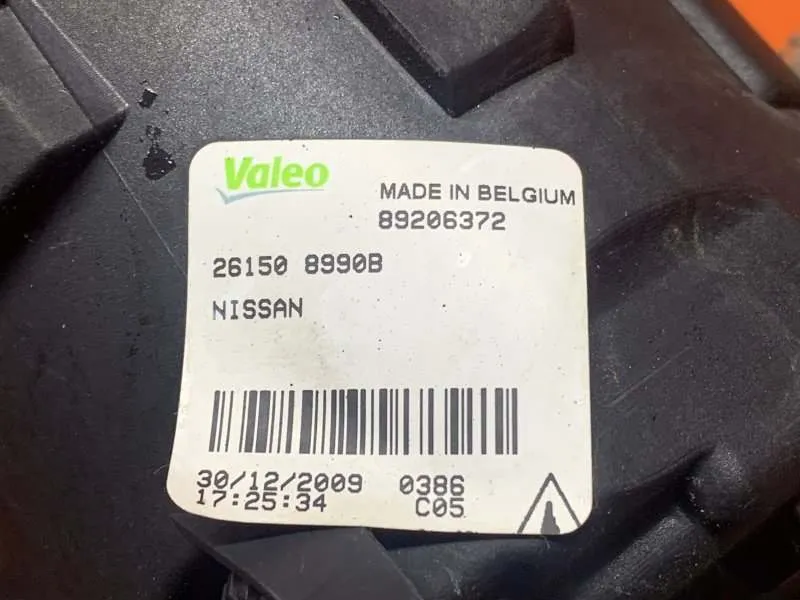 Valeo
MADE IN BELGIUM
89206372
26150 8990B
NISSAN
30/12/2009 0386
17:25:34 C05